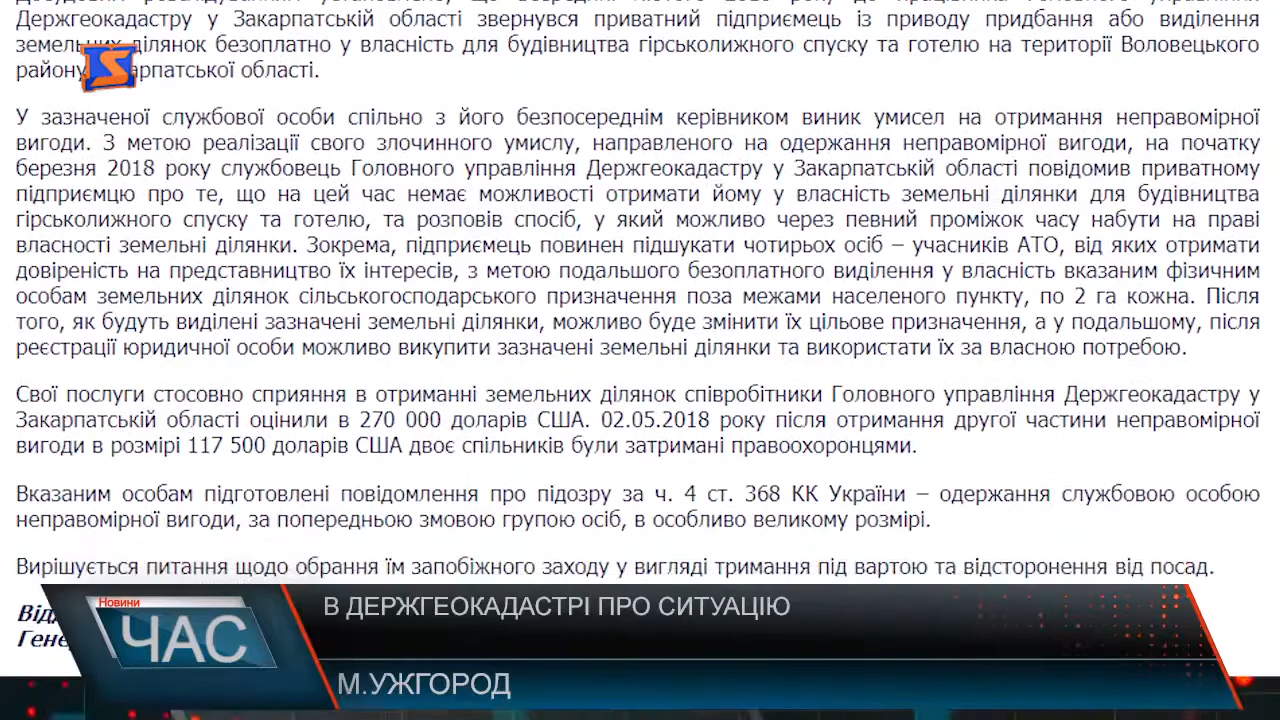 Держгеокадастру у Закарпатській області звернувся приватний підприємець із приводу придбання або виділення
земельних ділянок безоплатно у власність для будівництва гірськолижного спуску та готелю на території Воловецького
району Закарпатської області.
У зазначеної службової особи спільно з його безпосереднім керівником виник умисел на отримання неправомірної
вигоди. З метою реалізації свого злочинного умислу, направленого на одержання неправомірної вигоди, на початку
березня 2018 року службовець Головного управління Держгеокадастру у Закарпатській області повідомив приватному
підприємцю про те, що на цей час немає можливості отримати йому у власність земельні ділянки для будівництва
гірськолижного спуску та готелю, та розповів спосіб, у який можливо через певний проміжок часу набути на праві
власності земельні ділянки. Зокрема, підприємець повинен підшукати чотирьох осіб – учасників АТО, від яких отримати
довіреність на представництво їх інтересів, з метою подальшого безоплатного виділення у власність вказаним фізичним
особам земельних ділянок сільськогосподарського призначення поза межами населеного пункту, по 2 га кожна. Після
того, як будуть виділені зазначені земельні ділянки, можливо буде змінити їх цільове призначення, а у подальшому, після
реєстрації юридичної особи можливо викупити зазначені земельні ділянки та використати їх за власною потребою.
Свої послуги стосовно сприяння в отриманні земельних ділянок співробітники Головного управління Держгеокадастру у
Закарпатській області оцінили в 270 000 доларів США. 02.05.2018 року після отримання другої частини неправомірної
вигоди в розмірі 117 500 доларів США двоє спільників були затримані правоохоронцями.
Вказаним особам підготовлені повідомлення про підозру за ч. 4 ст. 368 КК України – одержання службовою особою
неправомірної вигоди, за попередньою змовою групою осіб, в особливо великому розмірі.
Вирішується питання щодо обрання їм запобіжного заходу у вигляді тримання під вартою та відсторонення від посад.
Новини
ЧАС
В ДЕРЖГЕОКАДАСТРІ ПРО СИТУАЦІЮ
М.УЖГОРОД